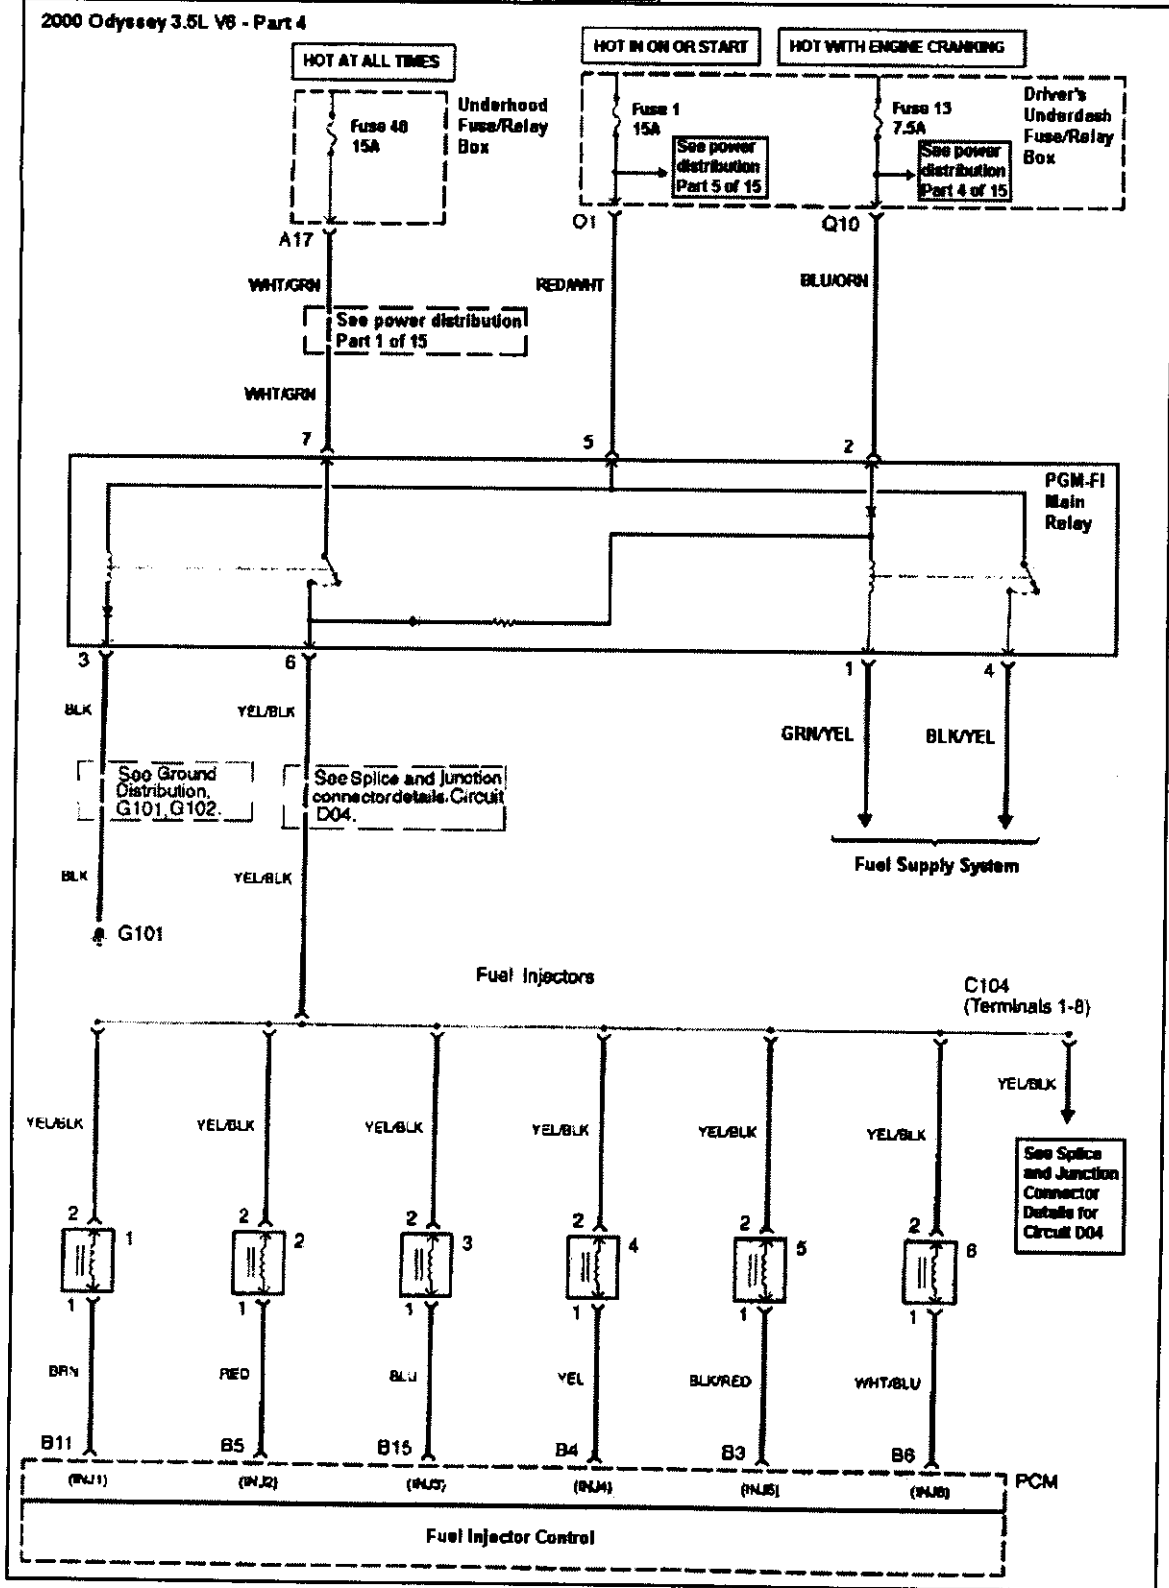 2000 Odyssey 3.5L V6 - Part 4
HOT AT ALL TIMES
HOT IN ON OR START
HOT WITH ENGINE CRANKING
Fuse 46
15A
Underhood
Fuse/Relay
Box
Fuse 1
15A
See power
distribution
Part 5 of 15
Fuse 13
7.5A
See power
distribution
Part 4 of 15
Driver's
Underdash
Fuse/Relay
Box
A17
O1
Q10
WHT/GRN
RED/WHT
BLU/ORN
See power distribution
Part 1 of 15
WHT/GRN
7
5
2
PGM-FI
Main
Relay
3
6
1
4
BLK
YEL/BLK
GRN/YEL
BLK/YEL
See Ground
Distribution,
G101,G102.
See Splice and Junction
connector details. Circuit
D04.
Fuel Supply System
BLK
YEL/BLK
G101
Fuel Injectors
C104
(Terminals 1-8)
YEL/BLK
YEL/BLK
YEL/BLK
YEL/BLK
YEL/BLK
YEL/BLK
YEL/BLK
See Splice
and Junction
Connector
Details for
Circuit D04
2
1
2
2
2
3
2
4
2
5
2
6
1
1
1
1
1
1
BRN
RED
BLU
YEL
BLK/RED
WHT/BLU
B11
B5
B15
B4
B3
B6
(INJ1)
(INJ2)
(INJ3)
(INJ4)
(INJ5)
(INJ6)
PCM
Fuel Injector Control